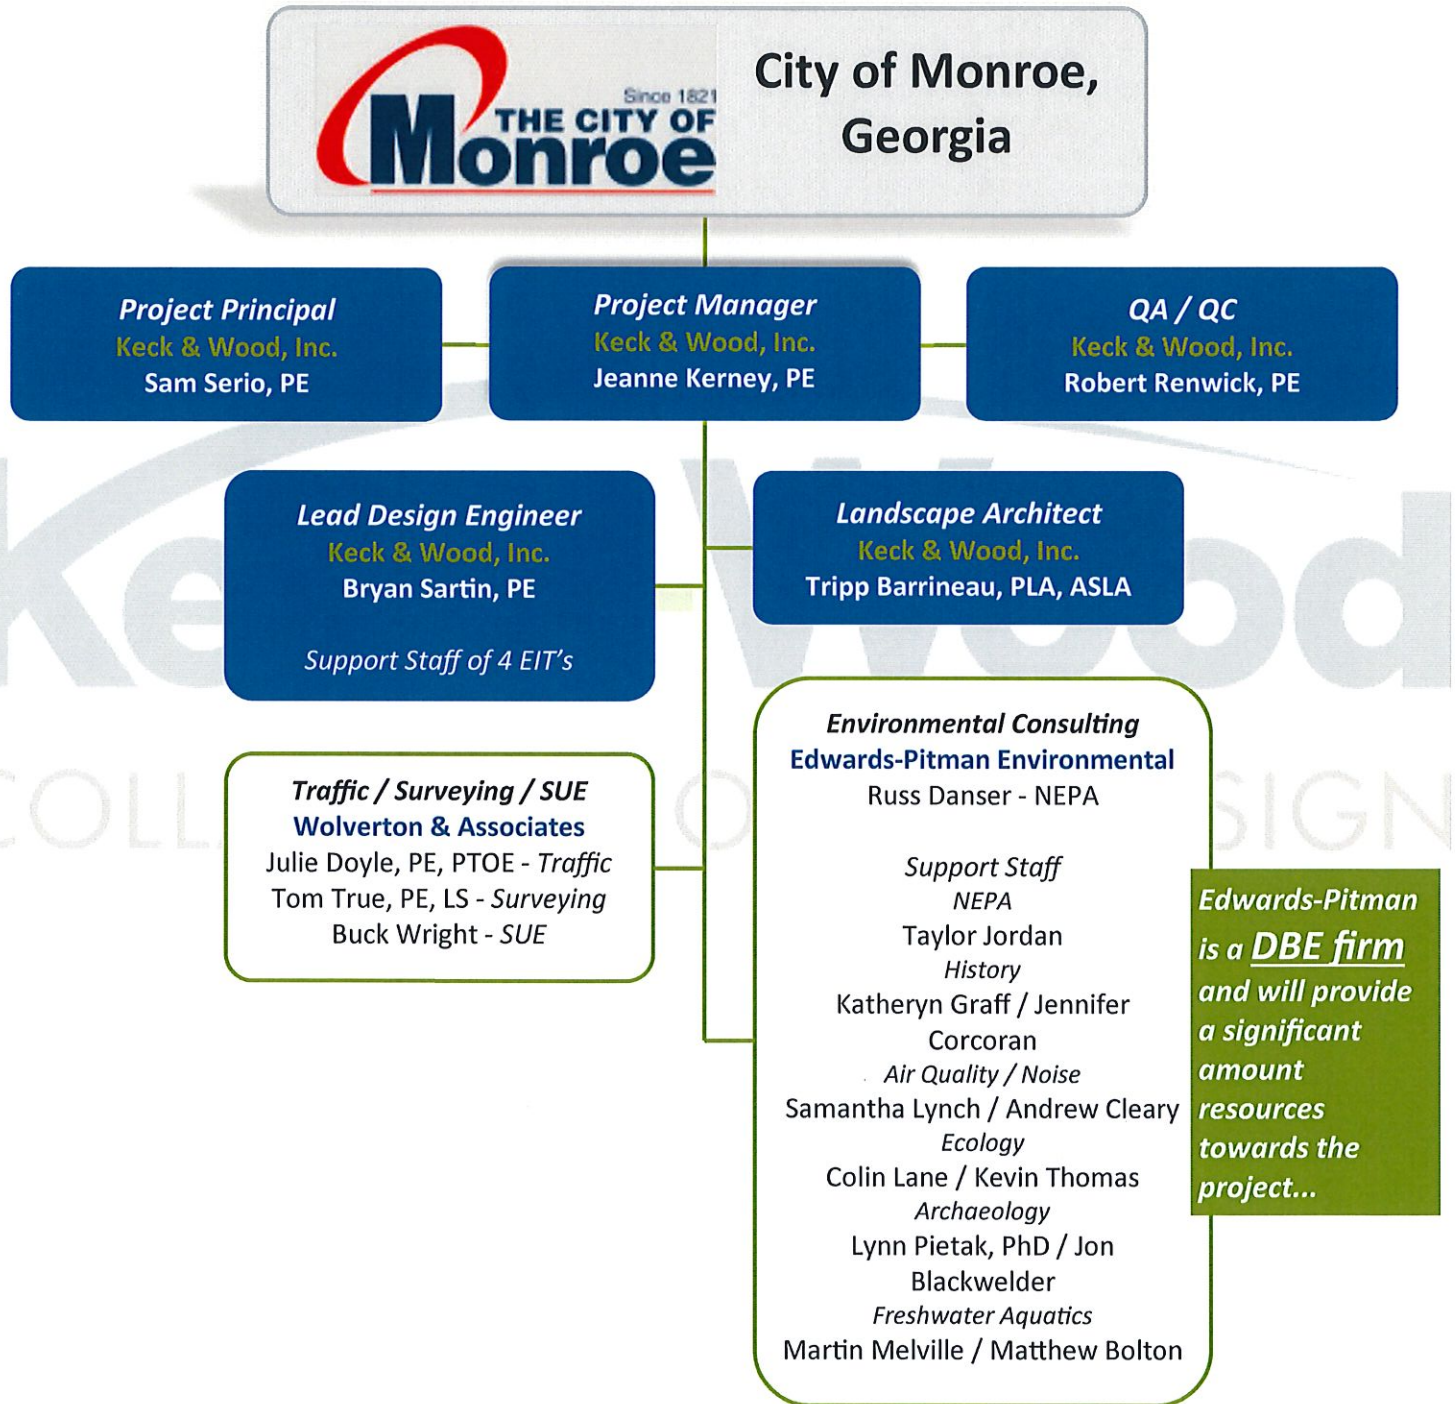 Since 1821
THE CITY OF
Monroe
City of Monroe,
Georgia
Project Principal
Keck & Wood, Inc.
Sam Serio, PE
Project Manager
Keck & Wood, Inc.
Jeanne Kerney, PE
QA / QC
Keck & Wood, Inc.
Robert Renwick, PE
Lead Design Engineer
Keck & Wood, Inc.
Bryan Sartin, PE
Support Staff of 4 EIT's
Landscape Architect
Keck & Wood, Inc.
Tripp Barrineau, PLA, ASLA
Traffic / Surveying / SUE
Wolverton & Associates
Julie Doyle, PE, PTOE - Traffic
Tom True, PE, LS - Surveying
Buck Wright - SUE
Environmental Consulting
Edwards-Pitman Environmental
Russ Danser - NEPA
Support Staff
NEPA
Taylor Jordan
History
Katheryn Graff / Jennifer
Corcoran
Air Quality / Noise
Samantha Lynch / Andrew Cleary
Ecology
Colin Lane / Kevin Thomas
Archaeology
Lynn Pietak, PhD / Jon
Blackwelder
Freshwater Aquatics
Martin Melville / Matthew Bolton
Edwards-Pitman
is a DBE firm
and will provide
a significant
amount
resources
towards the
project...